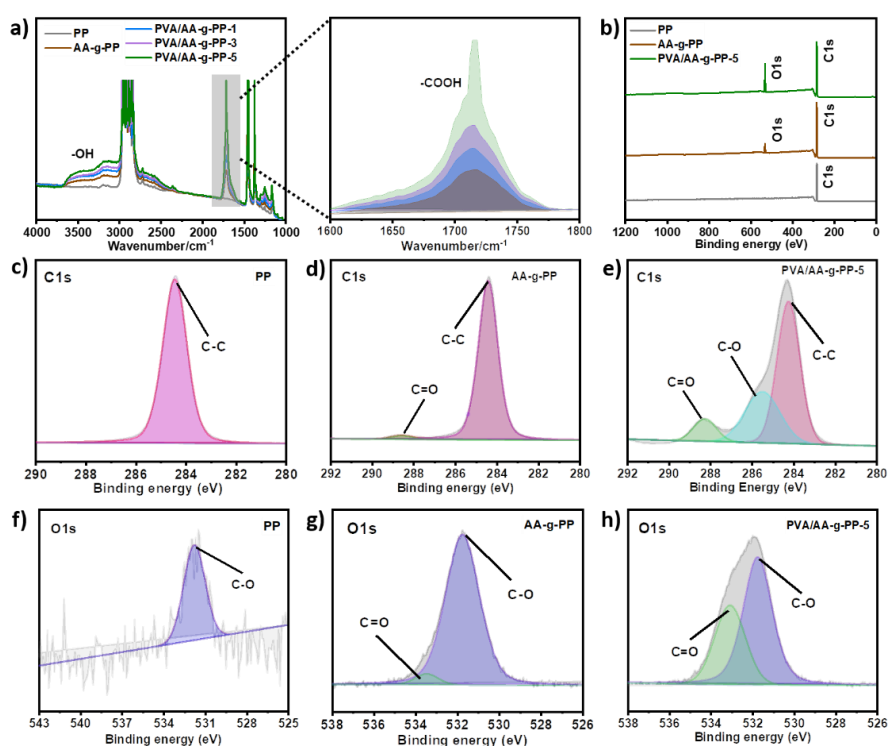 a)
PP
AA-g-PP
PVA/AA-g-PP-1
PVA/AA-g-PP-3
PVA/AA-g-PP-5
-OH
4000 3500 3000 2500 2000 1500 1000
Wavenumber/cm-1
-COOH
1600 1650 1700 1750 1800
Wavenumber/cm-1
b)
PP
AA-g-PP
PVA/AA-g-PP-5
O1s
C1s
O1s
C1s
C1s
1200 1000 800 600 400 200 0
Binding energy (eV)
c)
C1s
PP
C-C
290 288 286 284 282 280
Binding energy (eV)
d)
C1s
AA-g-PP
C-C
C=O
292 290 288 286 284 282 280
Binding energy (eV)
e)
C1s
PVA/AA-g-PP-5
C-O
C-C
C=O
292 290 288 286 284 282 280
Binding Energy (eV)
f)
O1s
PP
C-O
543 540 537 534 531 528 525
Binding energy (eV)
g)
O1s
AA-g-PP
C-O
C=O
538 536 534 532 530 528 526
Binding energy (eV)
h)
O1s
PVA/AA-g-PP-5
C-O
C=O
538 536 534 532 530 528 526
Binding energy (eV)